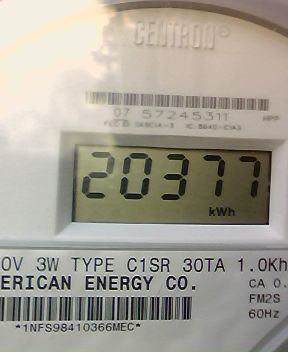 CENTRON®
07 57245311 HPP
20377
kWh
0V 3W TYPE C1SR 30TA 1.0Kh
ERICAN ENERGY CO. CA 0.
FM2S
*1NFS98410366MEC* 60Hz